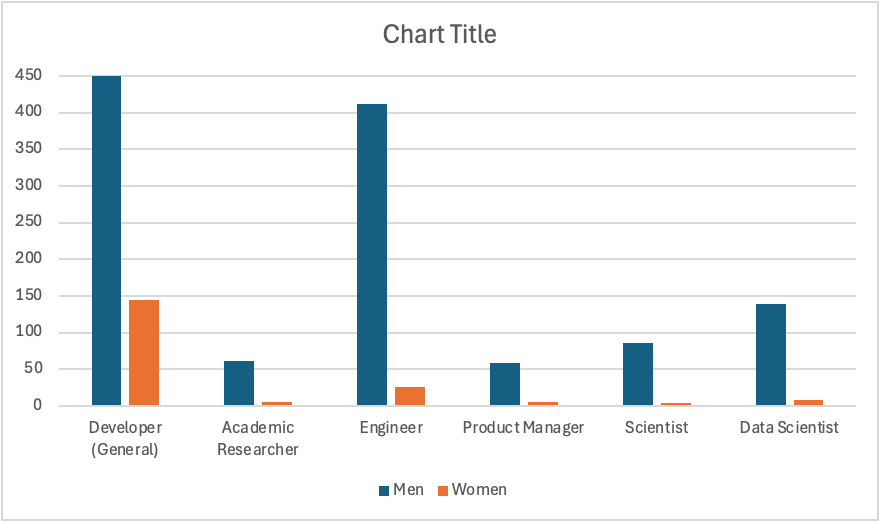 Chart Title
450
400
350
300
250
200
150
100
50
0
Developer
(General)
Academic
Researcher
Engineer
Product Manager
Scientist
Data Scientist
Men
Women